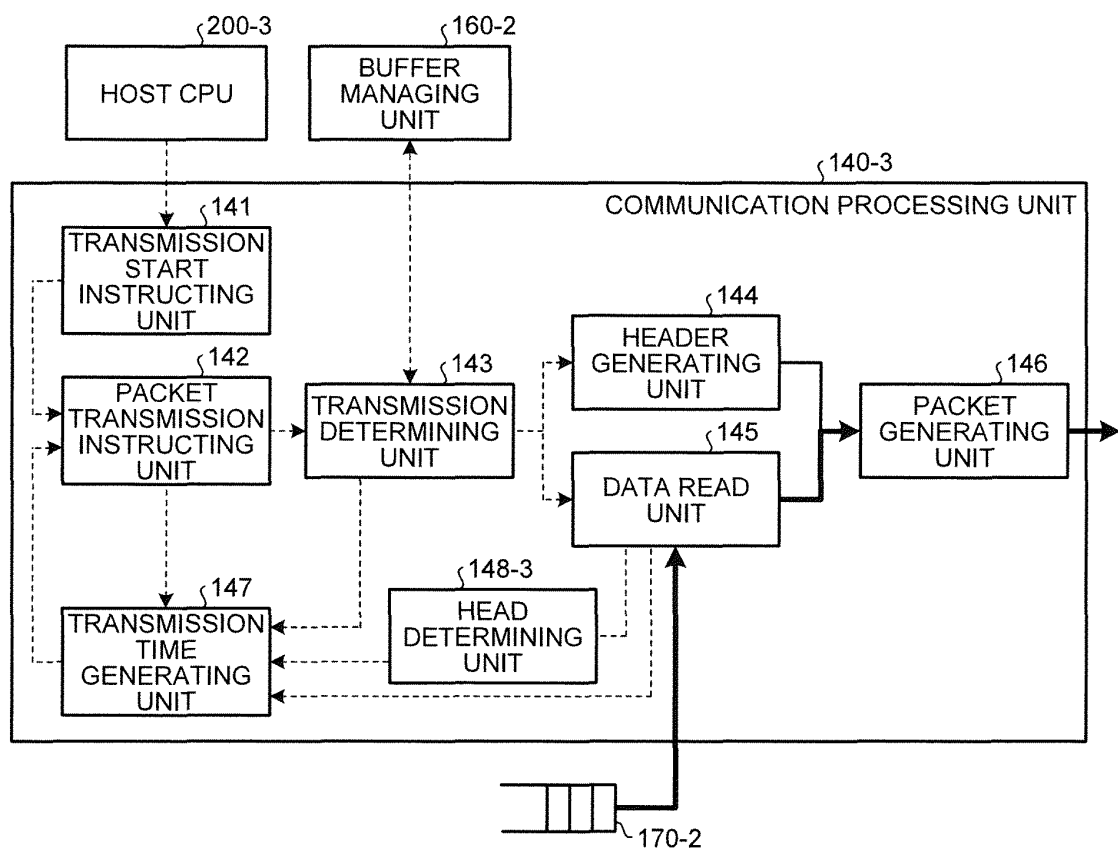 200-3
HOST CPU
160-2
BUFFER
MANAGING
UNIT
140-3
COMMUNICATION PROCESSING UNIT
141
TRANSMISSION
START
INSTRUCTING
UNIT
142
PACKET
TRANSMISSION
INSTRUCTING
UNIT
143
TRANSMISSION
DETERMINING
UNIT
144
HEADER
GENERATING
UNIT
145
DATA READ
UNIT
146
PACKET
GENERATING
UNIT
147
TRANSMISSION
TIME
GENERATING
UNIT
148-3
HEAD
DETERMINING
UNIT
170-2